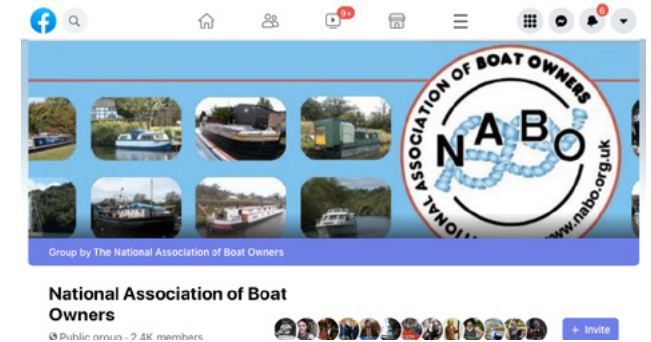 9+
6
NATIONAL ASSOCIATION OF BOAT OWNERS
NABO
www.nabo.org.uk
Group by The National Association of Boat Owners
National Association of Boat
Owners
Public group · 2.4K members
+ Invite